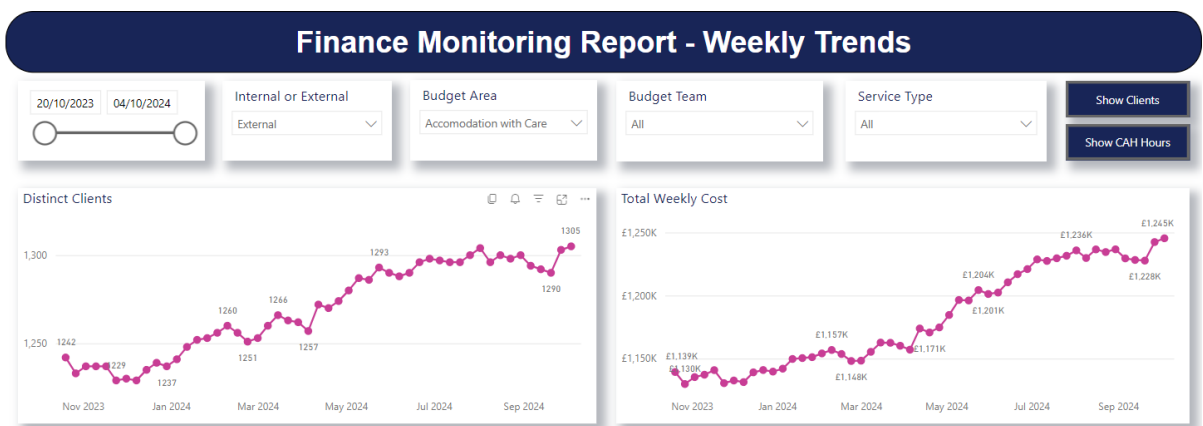 Finance Monitoring Report - Weekly Trends
20/10/2023 04/10/2024
Internal or External
External
Budget Area
Accomodation with Care
Budget Team
All
Service Type
All
Show Clients
Show CAH Hours
Distinct Clients
1,300
1,250
1242
1229
1237
1260
1251
1266
1257
1293
1290
1305
Nov 2023 Jan 2024 Mar 2024 May 2024 Jul 2024 Sep 2024
Total Weekly Cost
£1,250K
£1,200K
£1,150K
£1,139K
£1,130K
£1,157K
£1,148K
£1,171K
£1,204K
£1,201K
£1,236K
£1,228K
£1,245K
Nov 2023 Jan 2024 Mar 2024 May 2024 Jul 2024 Sep 2024